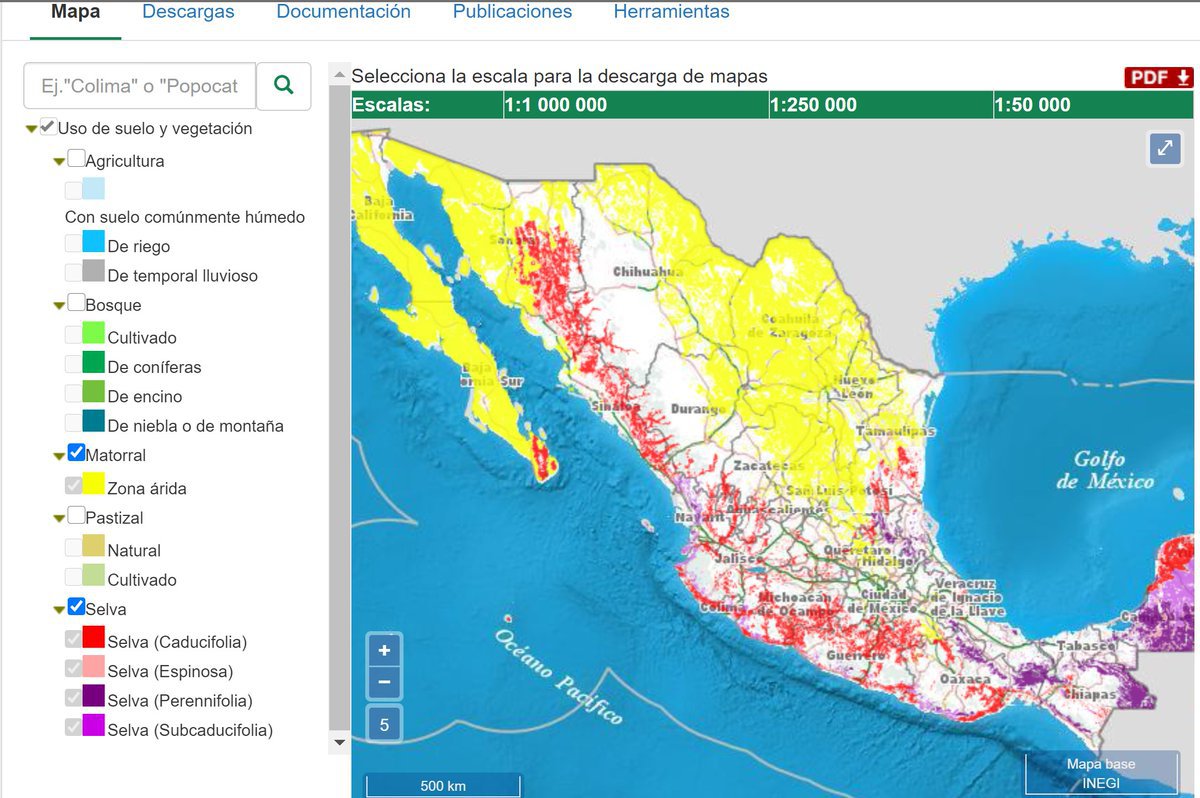 Mapa Descargas Documentación Publicaciones Herramientas
Ej."Colima" o "Popocat
Uso de suelo y vegetación
Agricultura
Con suelo comúnmente húmedo
De riego
De temporal lluvioso
Bosque
Cultivado
De coníferas
De encino
De niebla o de montaña
Matorral
Zona árida
Pastizal
Natural
Cultivado
Selva
Selva (Caducifolia)
Selva (Espinosa)
Selva (Perennifolia)
Selva (Subcaducifolia)
Selecciona la escala para la descarga de mapas
PDF
Escalas: 1:1 000 000 1:250 000 1:50 000
Baja
California
Chihuahua
Coahuila
de Zaragoza
Baja
Sur
Nuevo
León
Sinaloa
Durango
Tamaulipas
Zacatecas
Golfo
de México
San Luis Potosí
Aguascalientes
Nayarit
Querétaro
Hidalgo
Jalisco
Veracruz
de Ignacio
de la Llave
Ciudad
de México
Michoacán
de Ocampo
Colima
Tabasco
Guerrero
Oaxaca
Chiapas
Océano Pacífico
+
−
5
500 km
Mapa base
INEGI